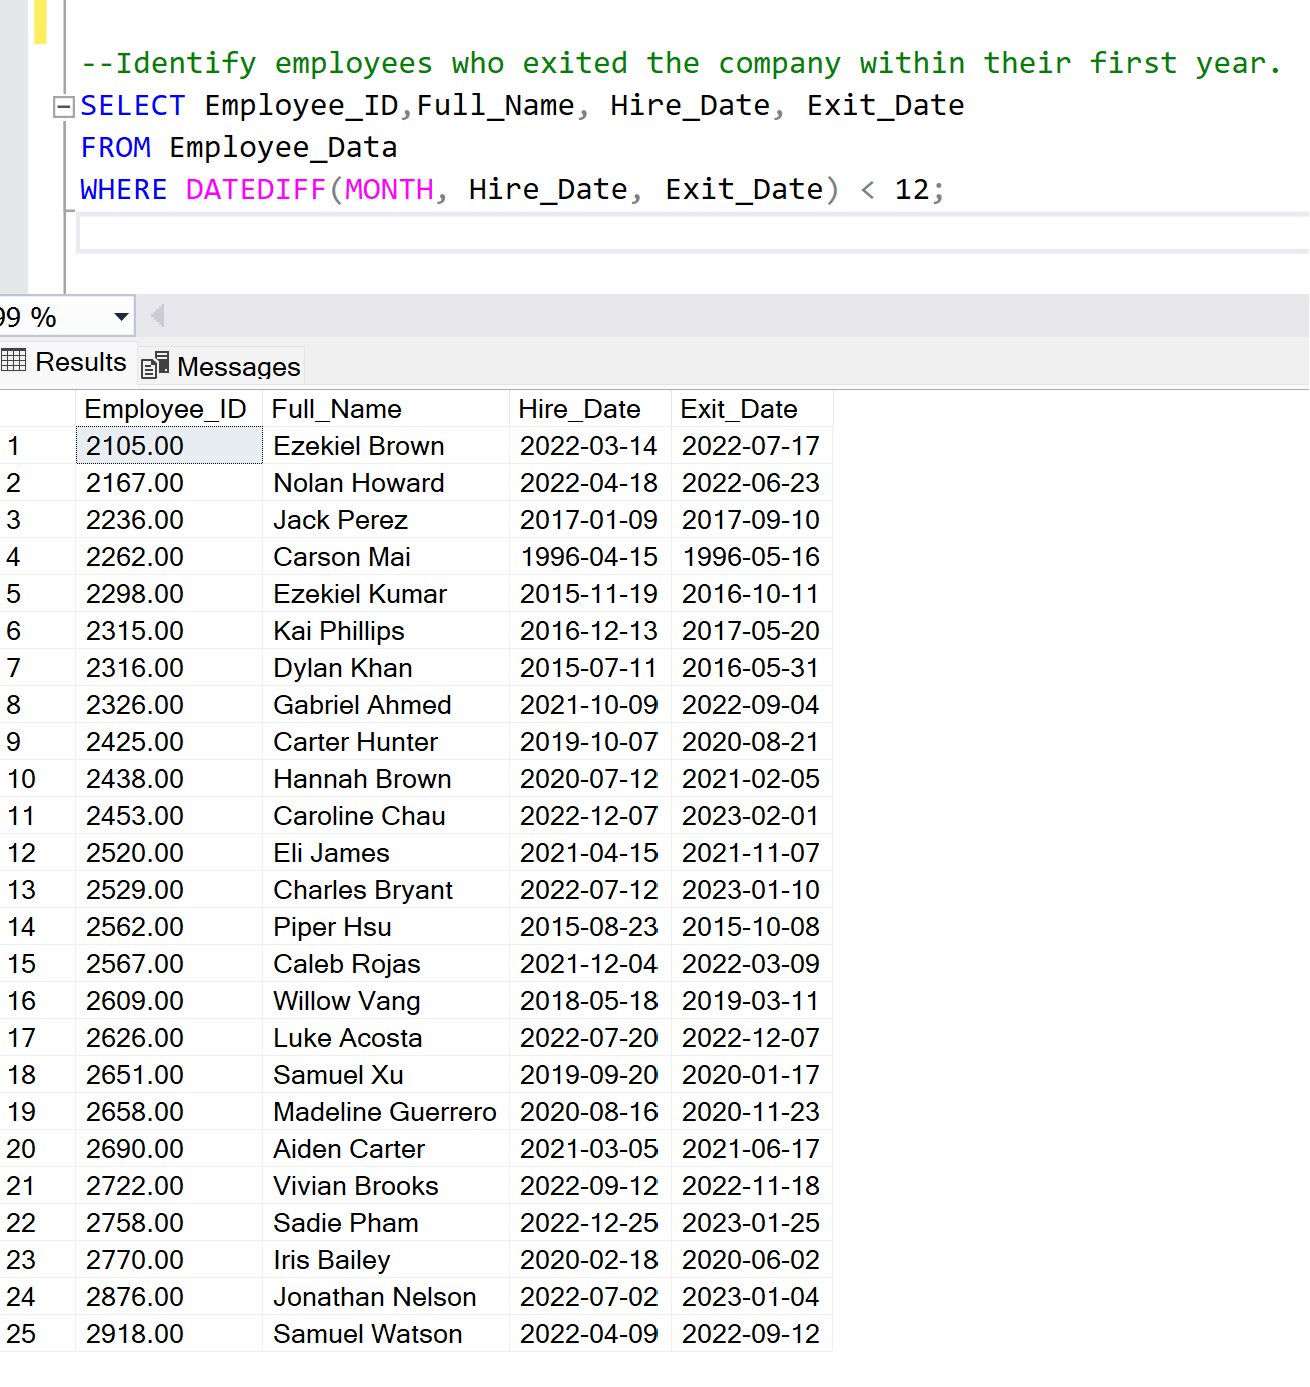 --Identify employees who exited the company within their first year.
SELECT Employee_ID,Full_Name, Hire_Date, Exit_Date
FROM Employee_Data
WHERE DATEDIFF(MONTH, Hire_Date, Exit_Date) < 12;
99 %
Results Messages
Employee_ID Full_Name Hire_Date Exit_Date
1 2105.00 Ezekiel Brown 2022-03-14 2022-07-17
2 2167.00 Nolan Howard 2022-04-18 2022-06-23
3 2236.00 Jack Perez 2017-01-09 2017-09-10
4 2262.00 Carson Mai 1996-04-15 1996-05-16
5 2298.00 Ezekiel Kumar 2015-11-19 2016-10-11
6 2315.00 Kai Phillips 2016-12-13 2017-05-20
7 2316.00 Dylan Khan 2015-07-11 2016-05-31
8 2326.00 Gabriel Ahmed 2021-10-09 2022-09-04
9 2425.00 Carter Hunter 2019-10-07 2020-08-21
10 2438.00 Hannah Brown 2020-07-12 2021-02-05
11 2453.00 Caroline Chau 2022-12-07 2023-02-01
12 2520.00 Eli James 2021-04-15 2021-11-07
13 2529.00 Charles Bryant 2022-07-12 2023-01-10
14 2562.00 Piper Hsu 2015-08-23 2015-10-08
15 2567.00 Caleb Rojas 2021-12-04 2022-03-09
16 2609.00 Willow Vang 2018-05-18 2019-03-11
17 2626.00 Luke Acosta 2022-07-20 2022-12-07
18 2651.00 Samuel Xu 2019-09-20 2020-01-17
19 2658.00 Madeline Guerrero 2020-08-16 2020-11-23
20 2690.00 Aiden Carter 2021-03-05 2021-06-17
21 2722.00 Vivian Brooks 2022-09-12 2022-11-18
22 2758.00 Sadie Pham 2022-12-25 2023-01-25
23 2770.00 Iris Bailey 2020-02-18 2020-06-02
24 2876.00 Jonathan Nelson 2022-07-02 2023-01-04
25 2918.00 Samuel Watson 2022-04-09 2022-09-12